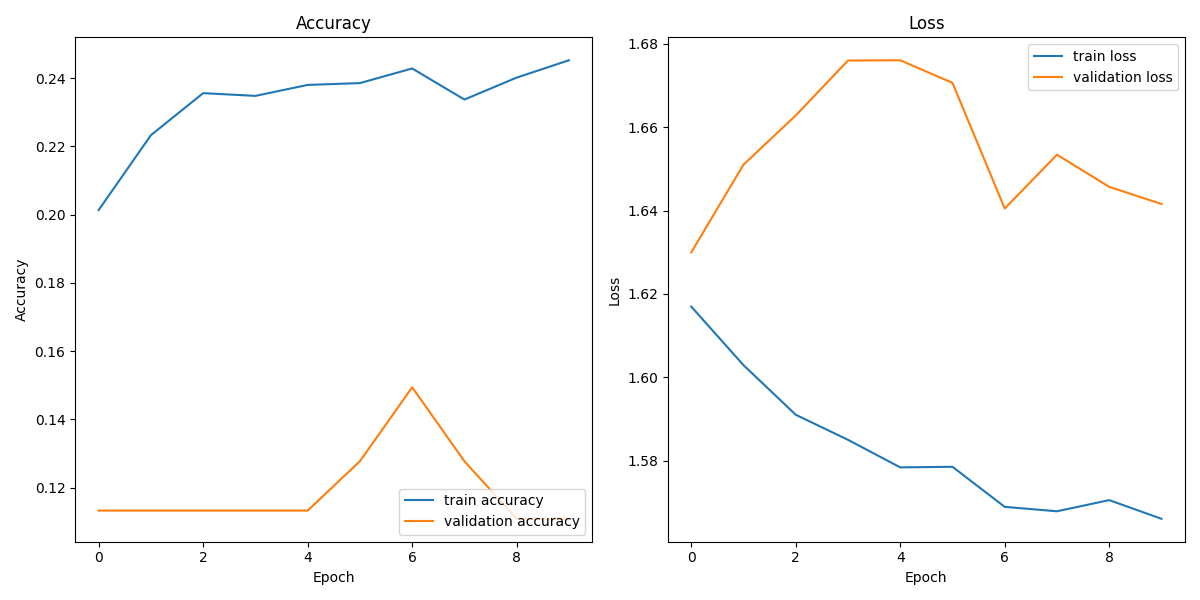 Accuracy
Accuracy
0.24
0.22
0.20
0.18
0.16
0.14
0.12
train accuracy
validation accuracy
0 2 4 6 8
Epoch
Loss
Loss
1.68
1.66
1.64
1.62
1.60
1.58
train loss
validation loss
0 2 4 6 8
Epoch